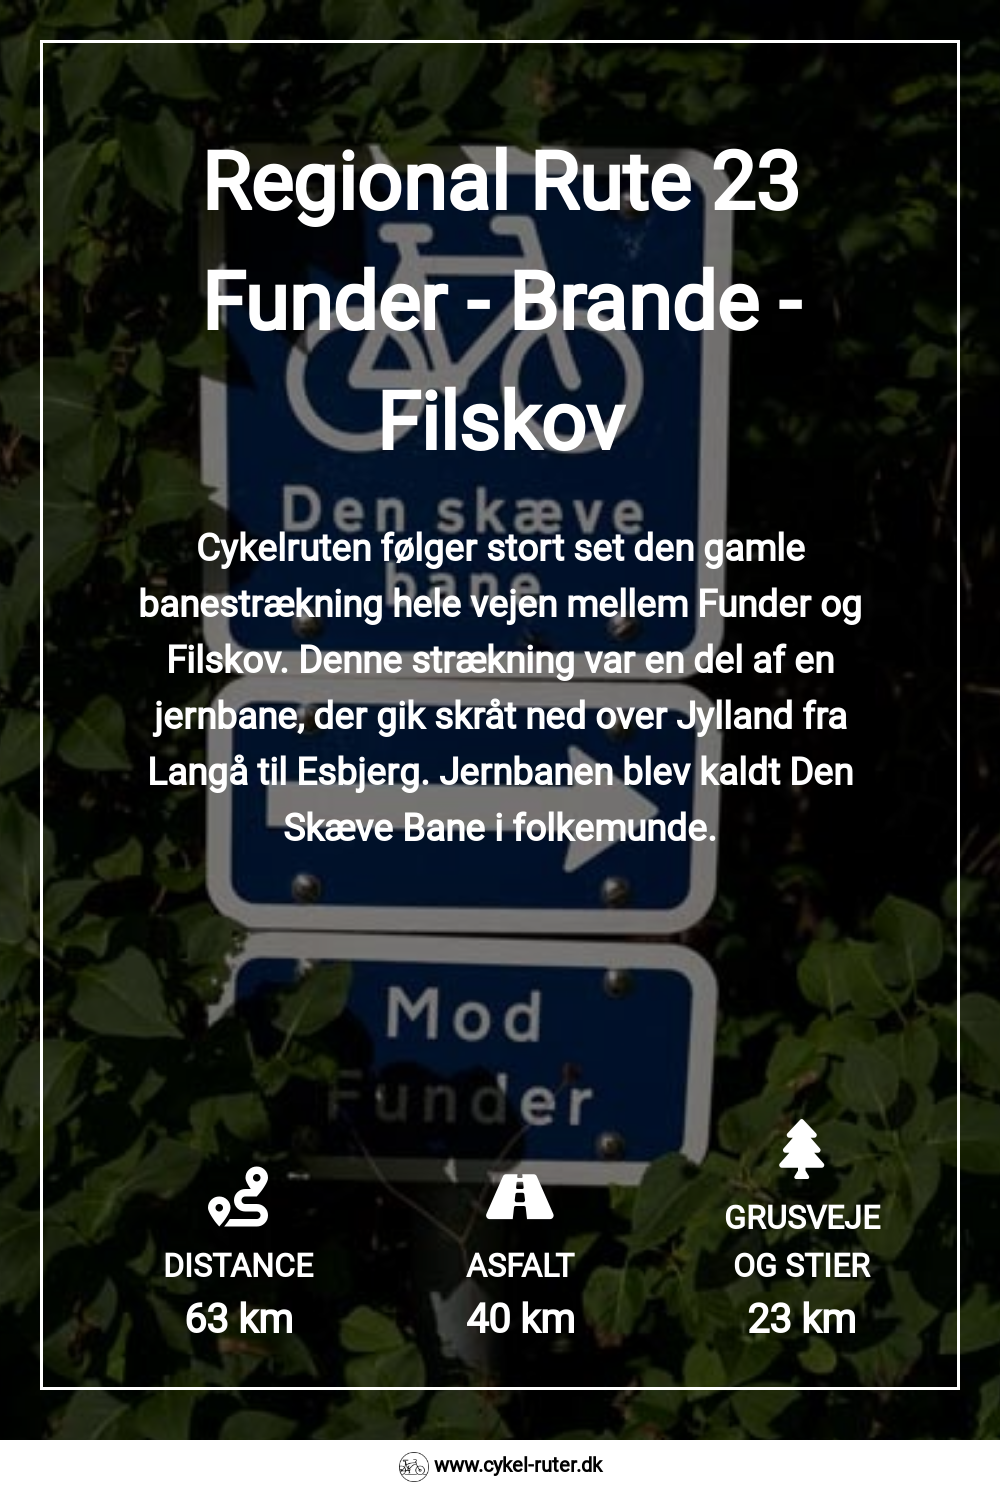 Regional Rute 23
Funder - Brande -
Filskov
Den skæve
bane
Cykelruten følger stort set den gamle
banestrækning hele vejen mellem Funder og
Filskov. Denne strækning var en del af en
jernbane, der gik skråt ned over Jylland fra
Langå til Esbjerg. Jernbanen blev kaldt Den
Skæve Bane i folkemunde.
Mod
Funder
DISTANCE
63 km
ASFALT
40 km
GRUSVEJE
OG STIER
23 km
www.cykel-ruter.dk